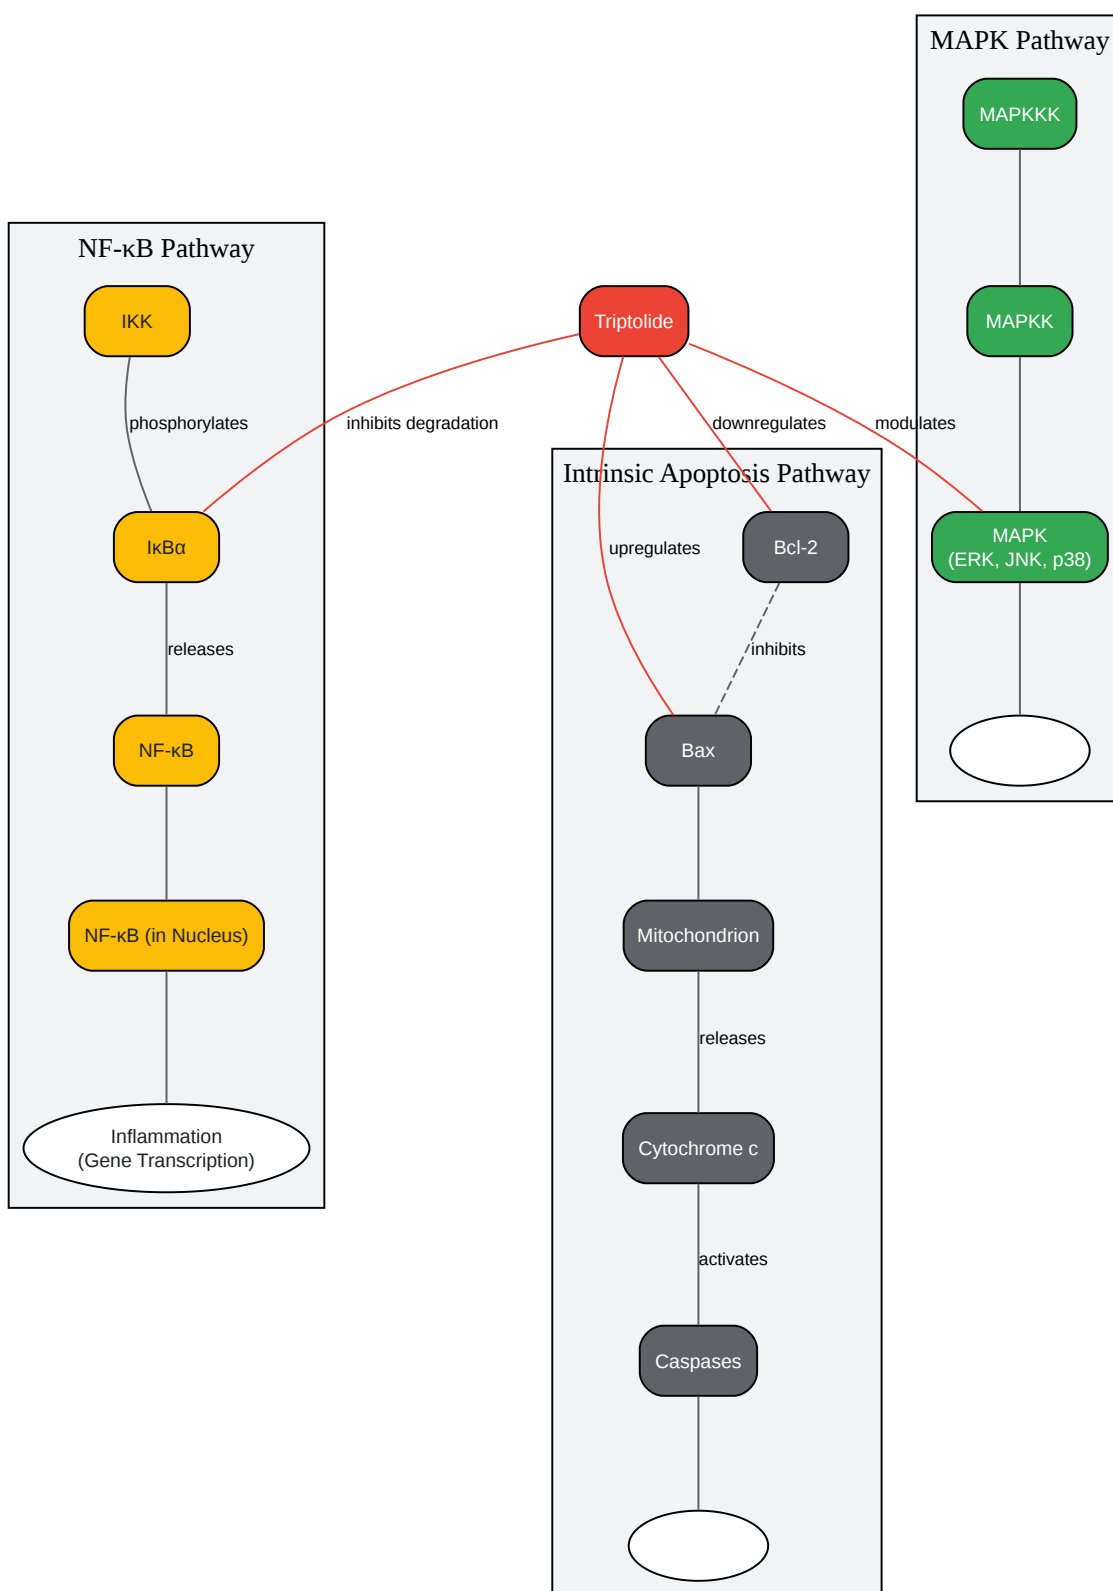 MAPK Pathway
MAPKKK
NF-κB Pathway
IKK
Triptolide
MAPKK
phosphorylates
inhibits degradation
downregulates
modulates
Intrinsic Apoptosis Pathway
IκBα
upregulates
Bcl-2
MAPK
(ERK, JNK, p38)
releases
inhibits
NF-κB
Bax
NF-κB (in Nucleus)
Mitochondrion
releases
Inflammation
(Gene Transcription)
Cytochrome c
activates
Caspases